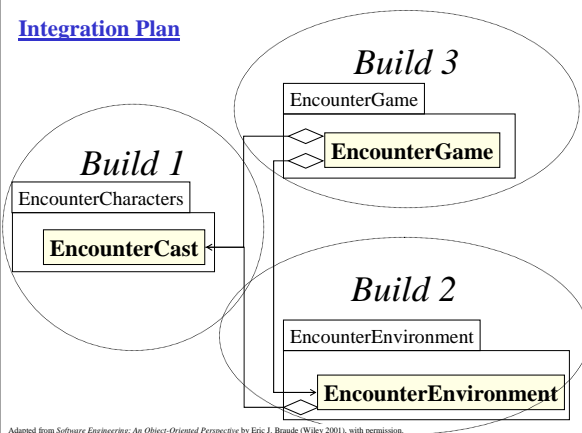 Integration Plan
Build 3
EncounterGame
EncounterGame
Build 1
EncounterCharacters
EncounterCast
Build 2
EncounterEnvironment
EncounterEnvironment
Adapted from Software Engineering: An Object-Oriented Perspective by Eric J. Braude (Wiley 2001), with permission.